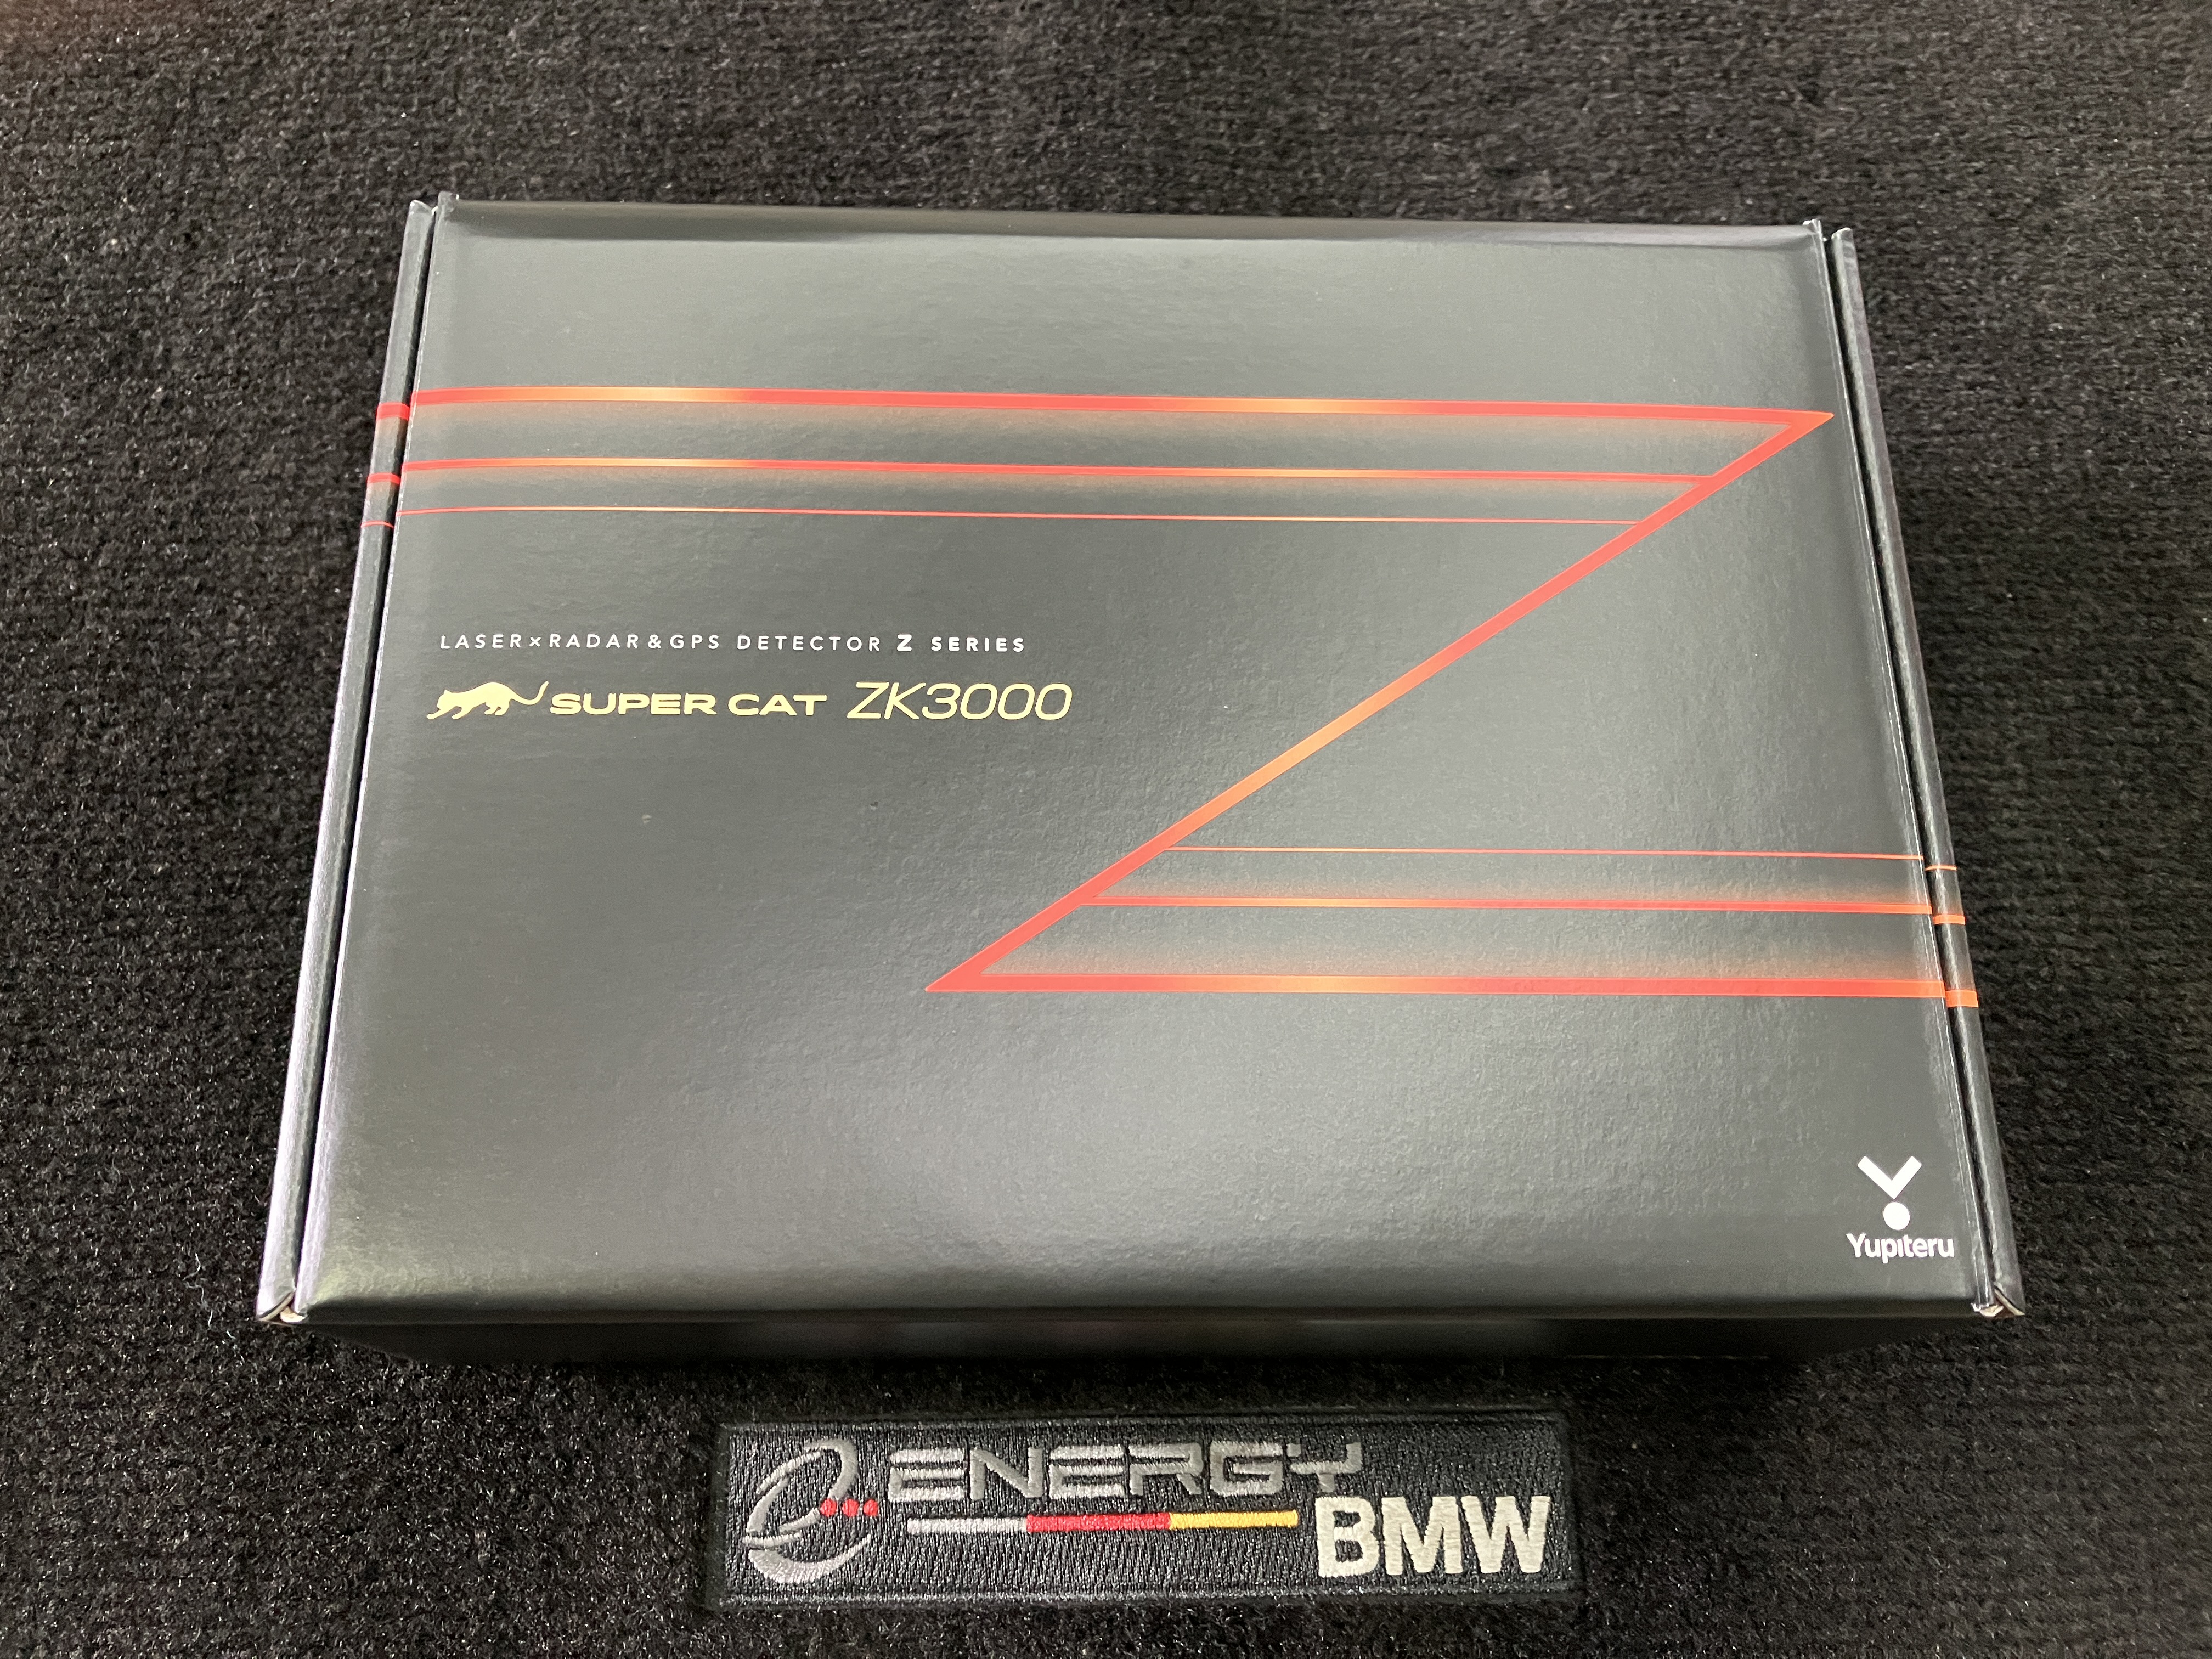 LASER×RADAR&GPS DETECTOR Z SERIES
SUPER CAT ZK3000
Yupiteru
ENERGY
BMW